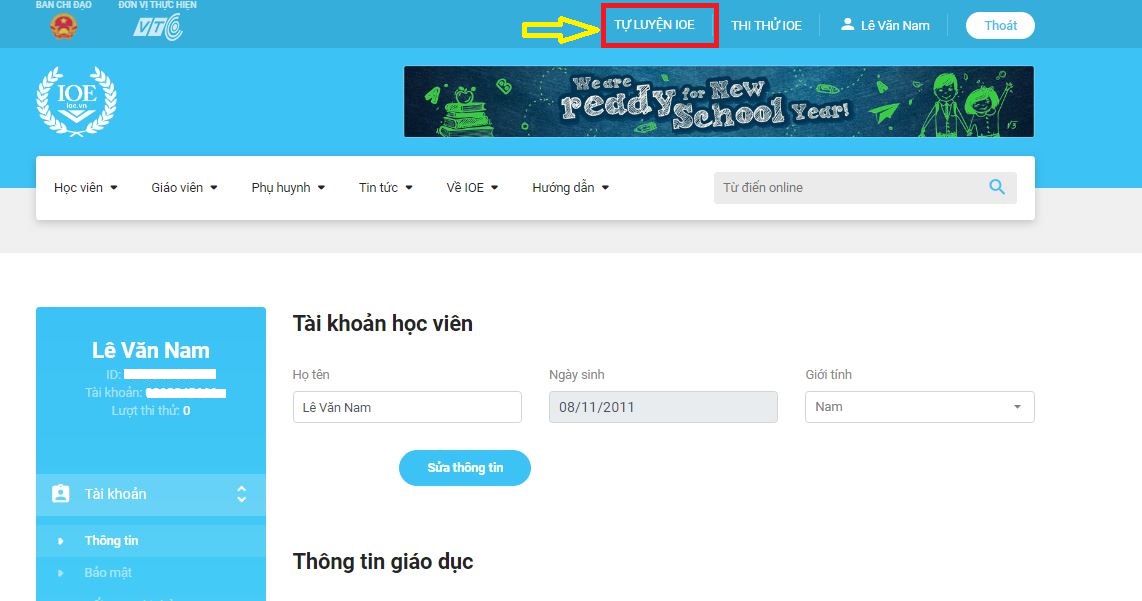 BAN CHỈ ĐẠO
ĐƠN VỊ THỰC HIỆN
VTC
TỰ LUYỆN IOE
THI THỬ IOE
Lê Văn Nam
Thoát
IOE
ioe.vn
We are ready for New School Year!
√3
Học viên
Giáo viên
Phụ huynh
Tin tức
Về IOE
Hướng dẫn
Từ điển online
Lê Văn Nam
ID:
Tài khoản:
Lượt thi thử: 0
Tài khoản
Thông tin
Bảo mật
Tài khoản học viên
Họ tên
Ngày sinh
Giới tính
Lê Văn Nam
08/11/2011
Nam
Sửa thông tin
Thông tin giáo dục